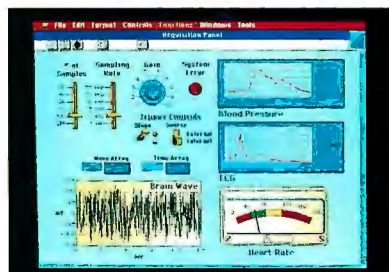 File Edit Format Controls Functions Windows Tools
Acquisition Panel
# of Samples
Sampling Rate
Gain
System Error
Blood Pressure
Trigger Controls
Slope
Source
External
Internal
Wave Array
Time Array
Brain Wave
ECG
Heart Rate